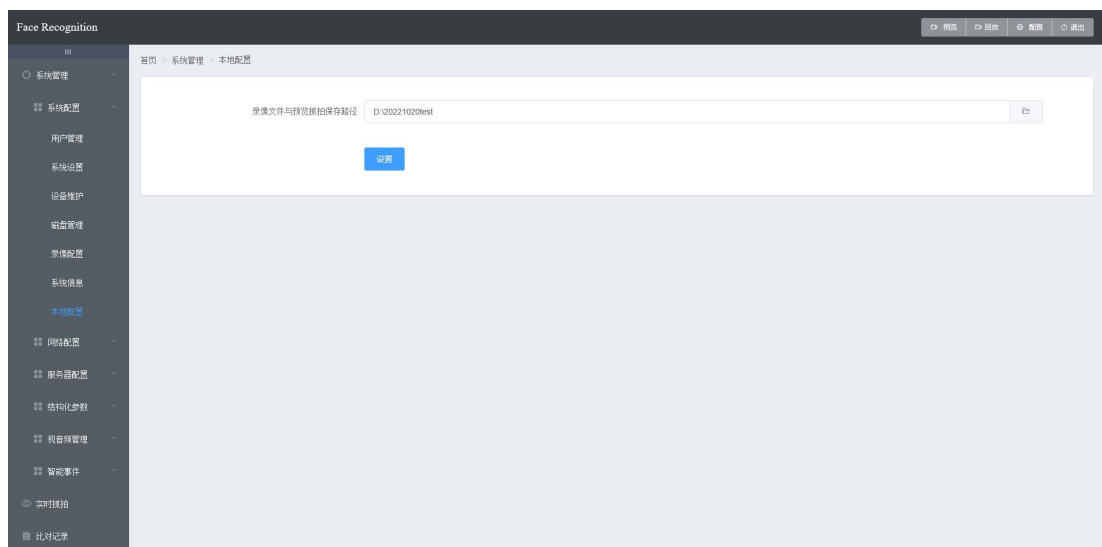 Face Recognition
预览 回放 配置 退出
首页 > 系统管理 > 本地配置
系统管理
系统配置
用户管理
系统设置
设备维护
磁盘管理
录像配置
系统信息
本地配置
网络配置
服务器配置
结构化参数
视音频管理
智能事件
实时抓拍
比对记录
录像文件与预览抓拍保存路径 D:\20221020test
设置